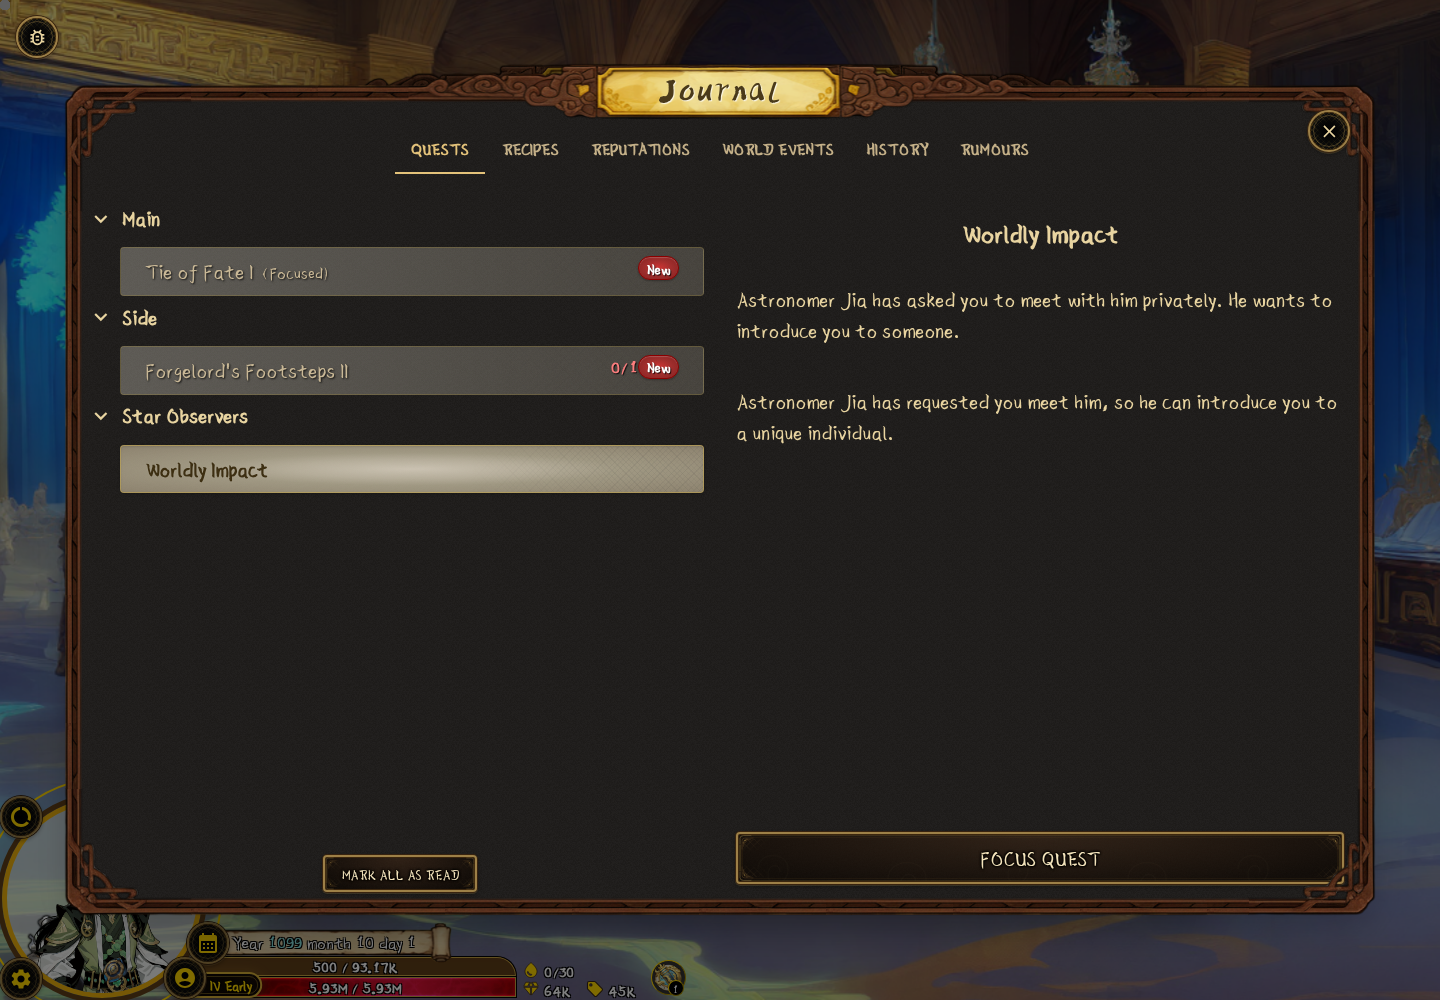 Journal
QUESTS RECIPES REPUTATIONS WORLD EVENTS HISTORY RUMOURS
Main
Tie of Fate I (Focused) New
Side
Forgelord's Footsteps II 0/1 New
Star Observers
Worldly Impact
Worldly Impact
Astronomer Jia has asked you to meet with him privately. He wants to
introduce you to someone.
Astronomer Jia has requested you meet him, so he can introduce you to
a unique individual.
MARK ALL AS READ
FOCUS QUEST
Year 1099 month 10 day 1
500 / 93.17K
IV Early
5.93M / 5.93M
0/30
64K
45K
1